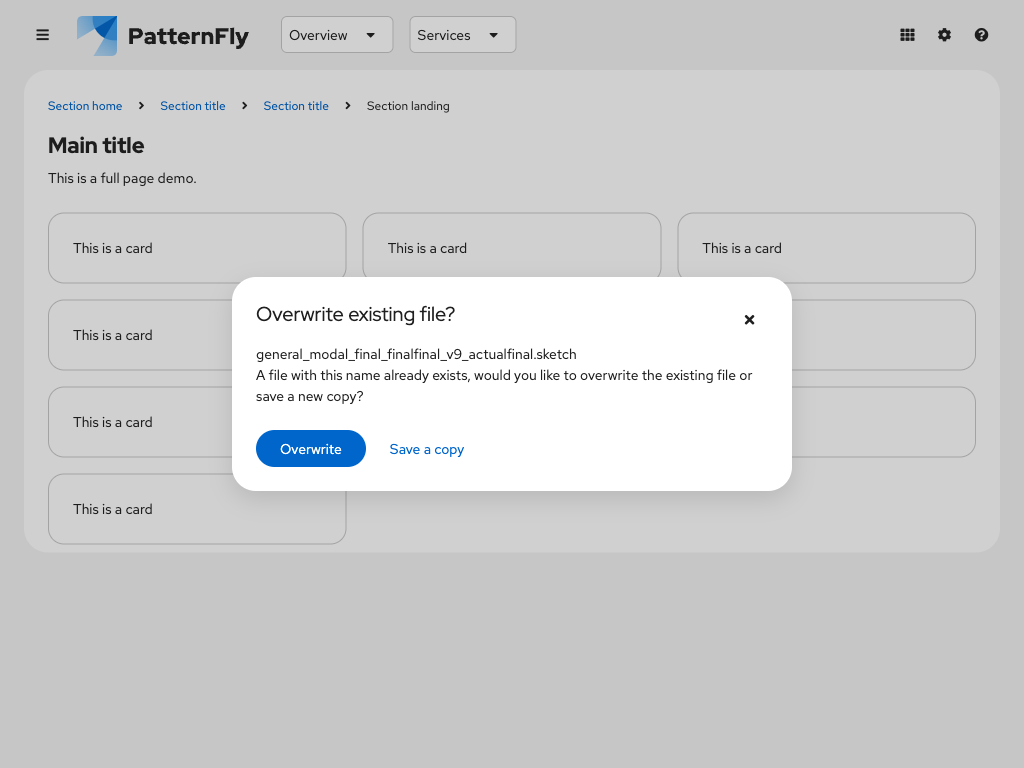 PatternFly
Overview
Services
Section home
Section title
Section title
Section landing
Main title
This is a full page demo.
This is a card
This is a card
This is a card
This is a card
This is a card
This is a card
Overwrite existing file?
general_modal_final_finalfinal_v9_actualfinal.sketch
A file with this name already exists, would you like to overwrite the existing file or
save a new copy?
Overwrite
Save a copy